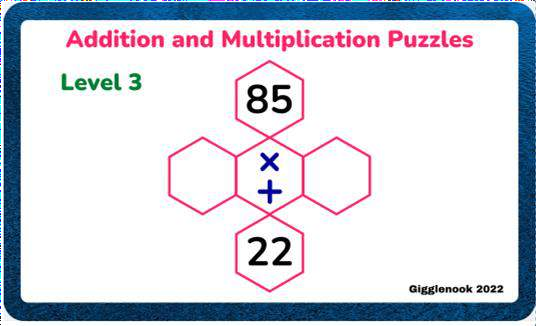 Addition and Multiplication Puzzles
Level 3
85
×
+
22
Gigglenook 2022